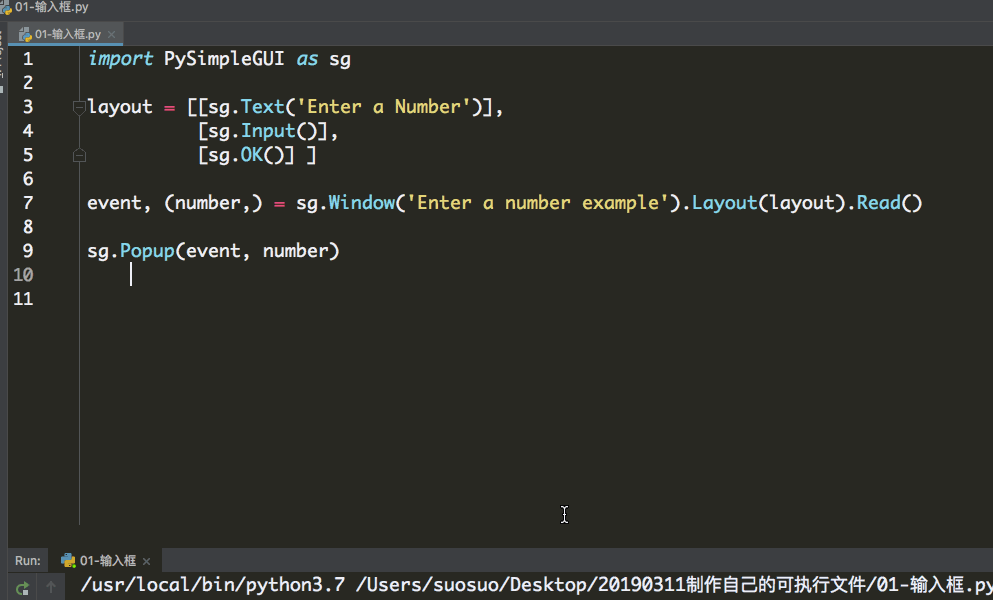 01-输入框.py
01-输入框.py
1 import PySimpleGUI as sg
2
3 layout = [[sg.Text('Enter a Number')],
4 [sg.Input()],
5 [sg.OK()] ]
6
7 event, (number,) = sg.Window('Enter a number example').Layout(layout).Read()
8
9 sg.Popup(event, number)
10
11
Run: 01-输入框
/usr/local/bin/python3.7 /Users/suosuo/Desktop/20190311制作自己的可执行文件/01-输入框.py